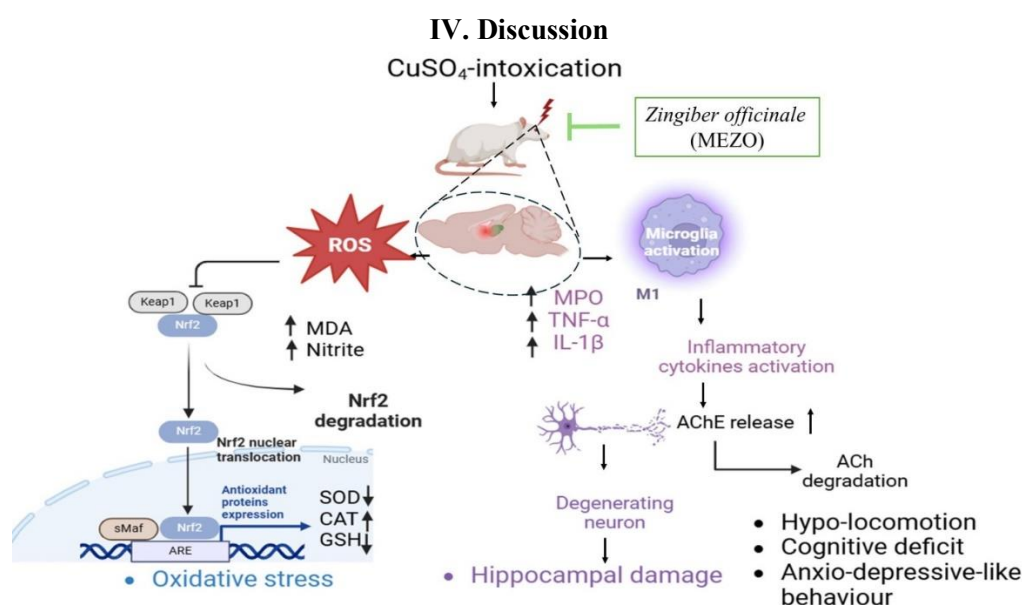 IV. Discussion
CuSO₄-intoxication
Zingiber officinale
(MEZO)
ROS
Microglia
activation
M1
Keap1
Keap1
Nrf2
MDA
Nitrite
MPO
TNF-α
IL-1β
Inflammatory
cytokines activation
Nrf2
degradation
AChE release
Nrf2
Nrf2 nuclear
translocation
Nucleus
ACh
degradation
Antioxidant
proteins
expression
SOD
CAT
GSH
sMaf
Nrf2
ARE
Degenerating
neuron
• Oxidative stress
• Hippocampal damage
• Hypo-locomotion
• Cognitive deficit
• Anxio-depressive-like
behaviour